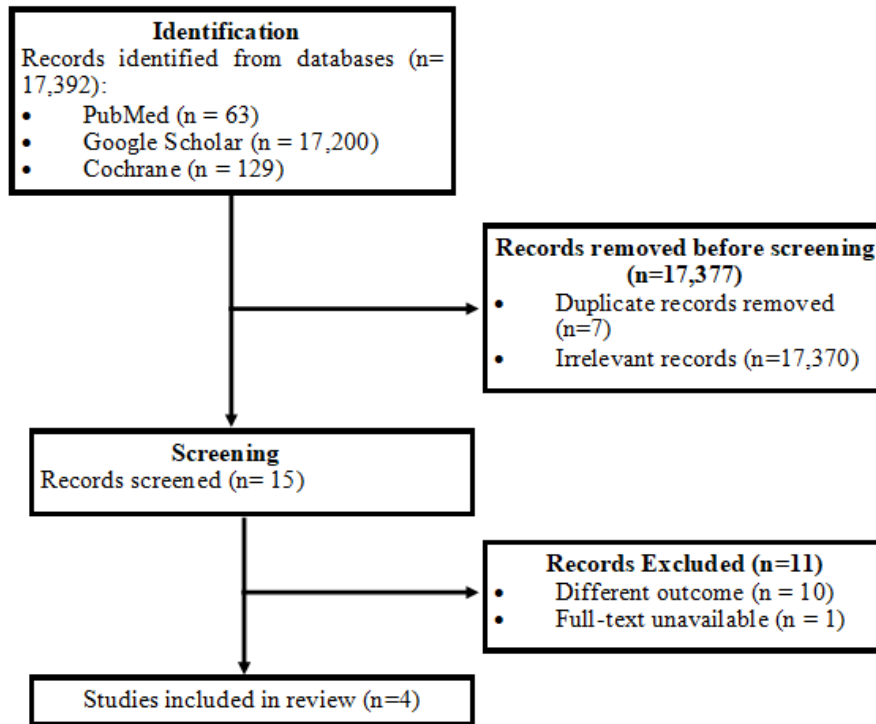 Identification
Records identified from databases (n=
17,392):
• PubMed (n = 63)
• Google Scholar (n = 17,200)
• Cochrane (n = 129)
Records removed before screening
(n=17,377)
• Duplicate records removed
(n=7)
• Irrelevant records (n=17,370)
Screening
Records screened (n= 15)
Records Excluded (n=11)
• Different outcome (n = 10)
• Full-text unavailable (n = 1)
Studies included in review (n=4)